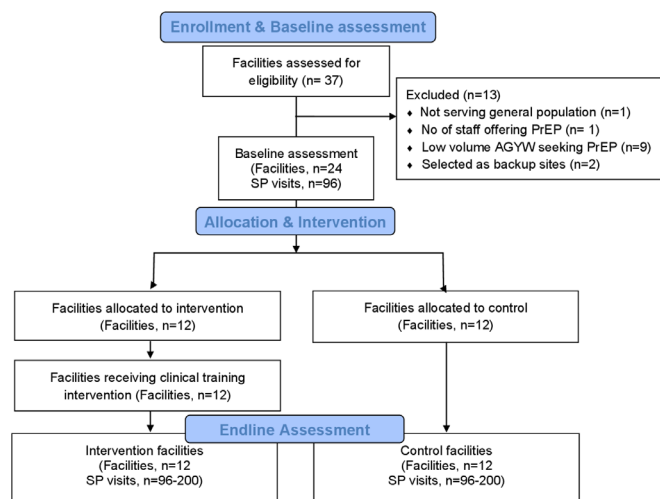 Enrollment & Baseline assessment
Facilities assessed for
eligibility (n= 37)
Excluded (n=13)
♦ Not serving general population (n=1)
♦ No of staff offering PrEP (n= 1)
♦ Low volume AGYW seeking PrEP (n=9)
♦ Selected as backup sites (n=2)
Baseline assessment
(Facilities, n=24
SP visits, n=96)
Allocation & Intervention
Facilities allocated to intervention
(Facilities, n=12)
Facilities allocated to control
(Facilities, n=12)
Facilities receiving clinical training
intervention (Facilities, n=12)
Endline Assessment
Intervention facilities
(Facilities, n=12
SP visits, n=96-200)
Control facilities
(Facilities, n=12
SP visits, n=96-200)